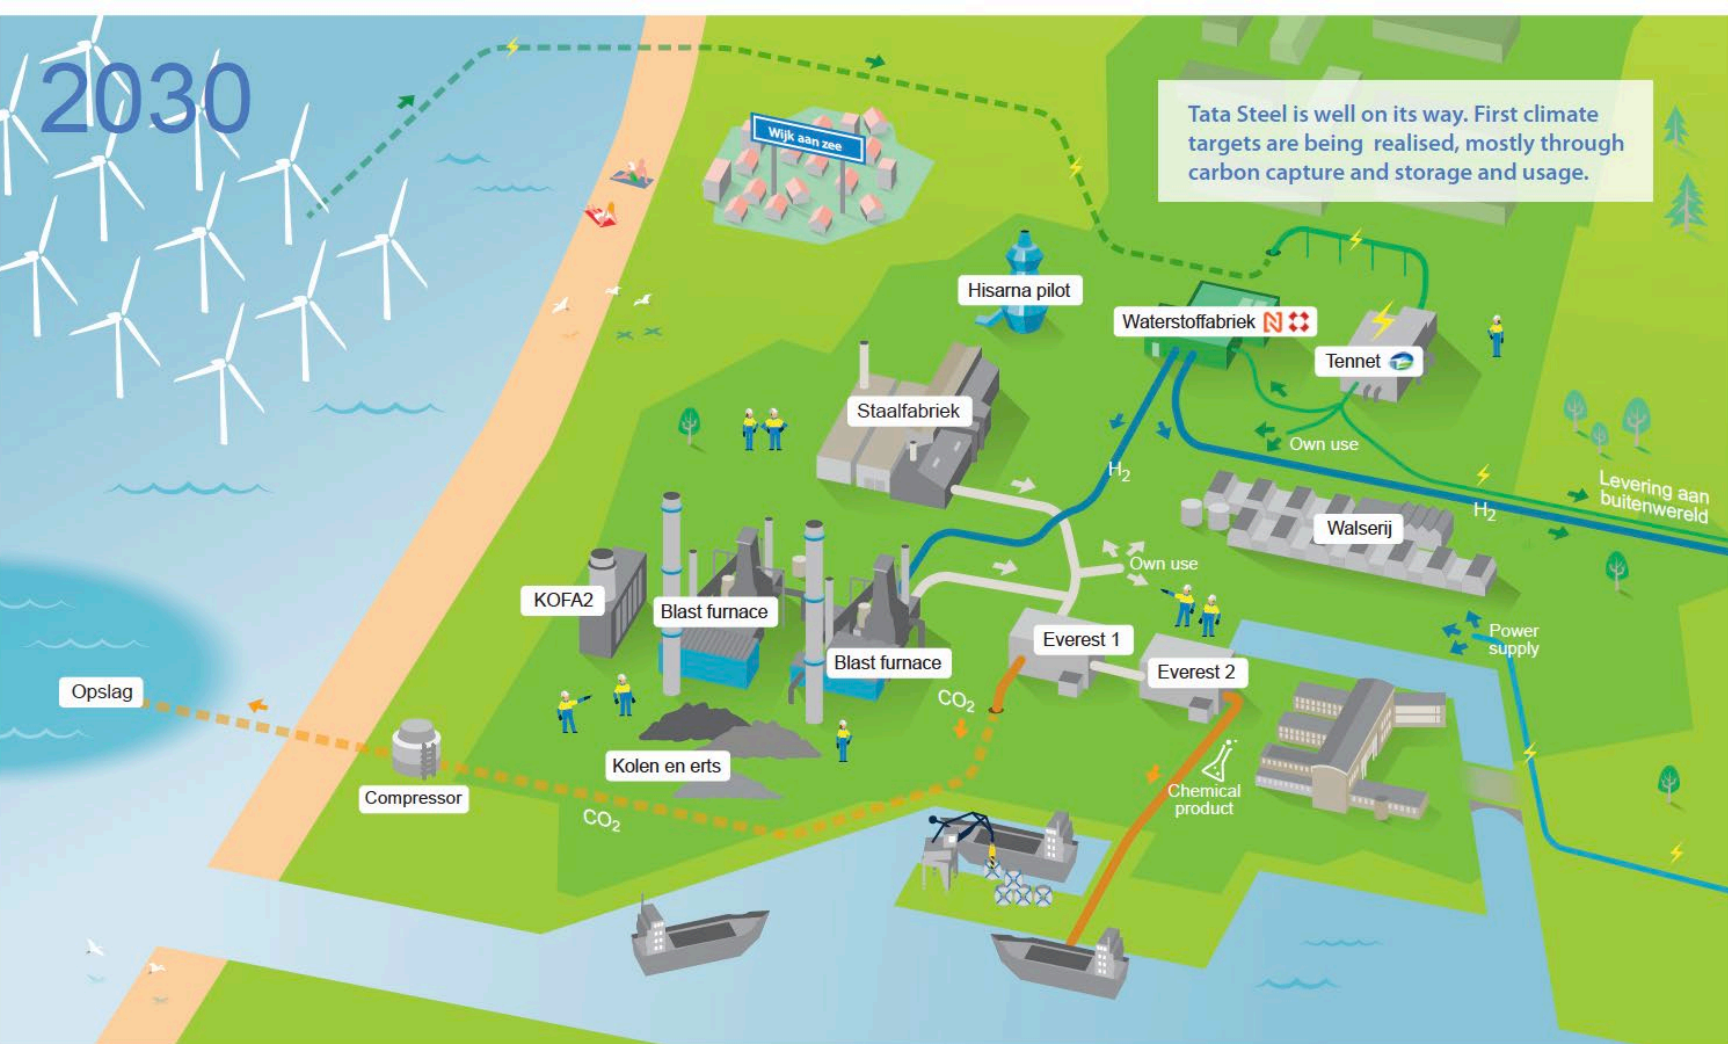 2030
Tata Steel is well on its way. First climate
targets are being realised, mostly through
carbon capture and storage and usage.
Wijk aan zee
Hisarna pilot
Waterstoffabriek
Tennet
Staalfabriek
Own use
H2
Levering aan
buitenwereld
H2
Walserij
Own use
KOFA2
Blast furnace
Blast furnace
Everest 1
Everest 2
Power
supply
Opslag
CO2
Kolen en erts
Compressor
Chemical
product
CO2